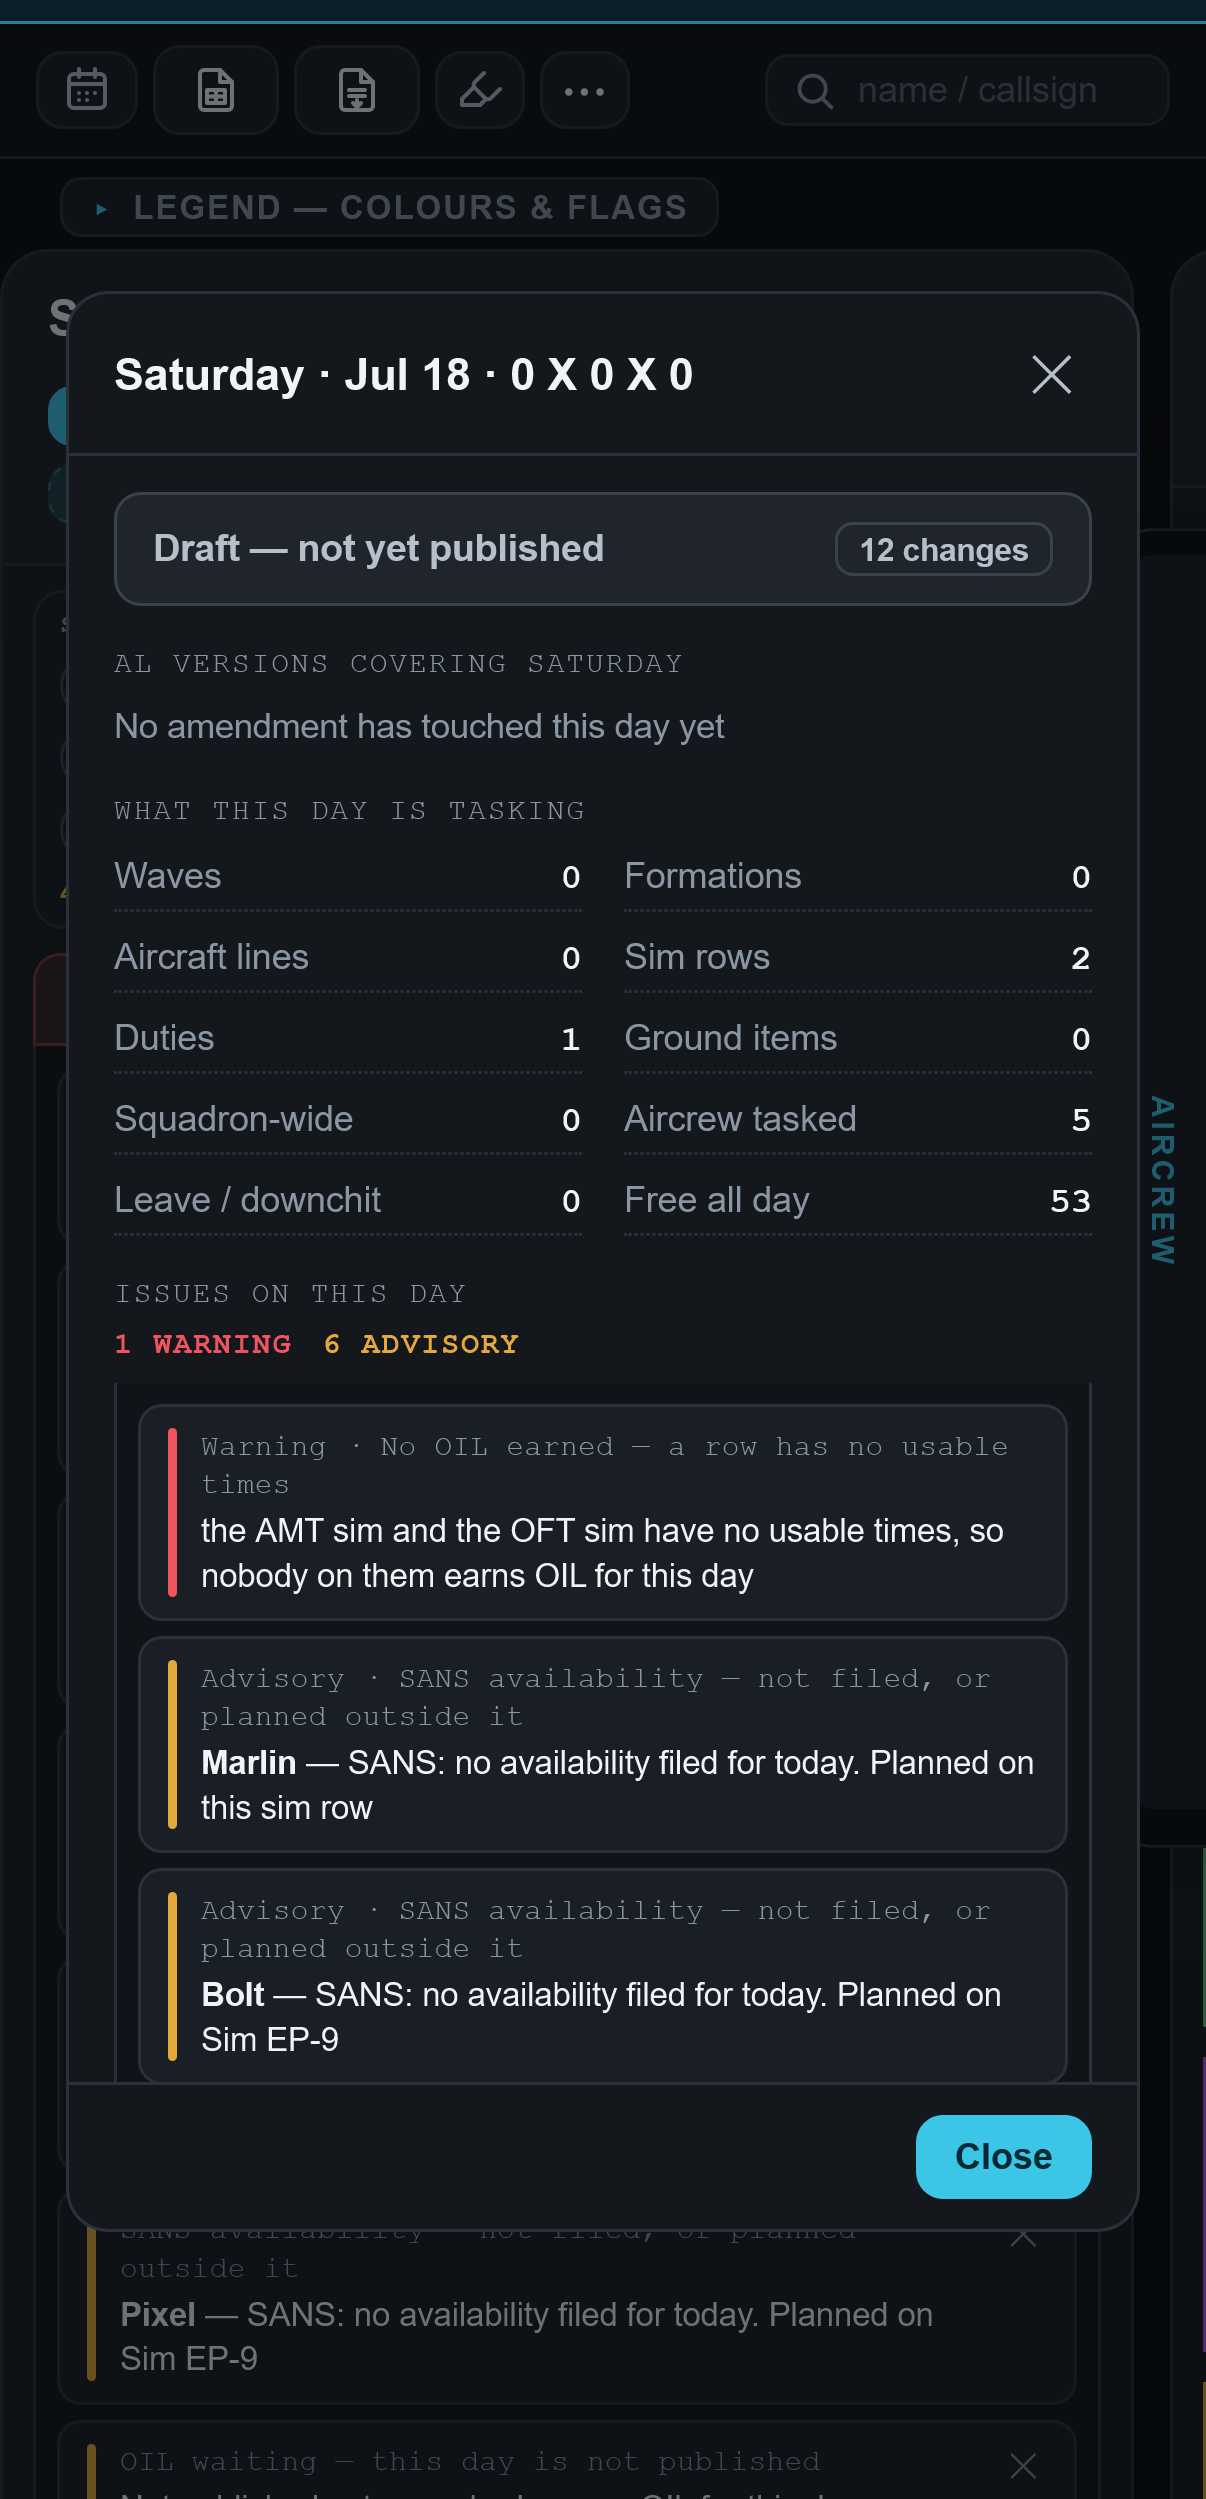 name / callsign
LEGEND — COLOURS & FLAGS
S
Saturday · Jul 18 · 0 X 0 X 0
Draft — not yet published
12 changes
AL VERSIONS COVERING SATURDAY
No amendment has touched this day yet
WHAT THIS DAY IS TASKING
Waves 0
Formations 0
Aircraft lines 0
Sim rows 2
Duties 1
Ground items 0
Squadron-wide 0
Aircrew tasked 5
Leave / downchit 0
Free all day 53
AIRCREW
ISSUES ON THIS DAY
1 WARNING 6 ADVISORY
Warning · No OIL earned — a row has no usable
times
the AMT sim and the OFT sim have no usable times, so
nobody on them earns OIL for this day
Advisory · SANS availability — not filed, or
planned outside it
Marlin — SANS: no availability filed for today. Planned on
this sim row
Advisory · SANS availability — not filed, or
planned outside it
Bolt — SANS: no availability filed for today. Planned on
Sim EP-9
Close
SANS availability — not filed, or planned
outside it
Pixel — SANS: no availability filed for today. Planned on
Sim EP-9
OIL waiting — this day is not published